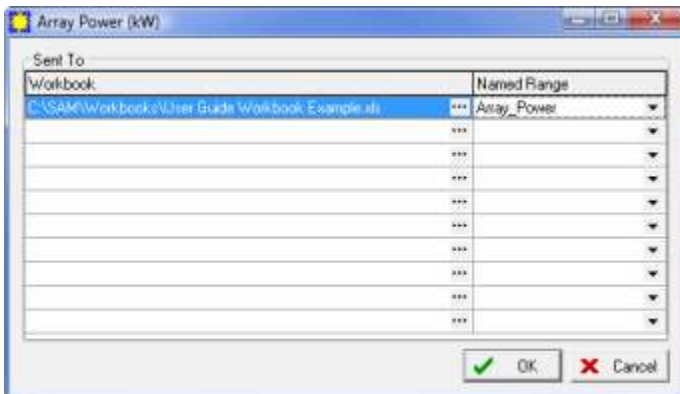 Array Power (kW)
Sent To
Workbook Named Range
C:\SAM\Workbooks\User Guide Workbook Example.xls ... Array_Power
...
...
...
...
...
...
...
...
...
OK Cancel